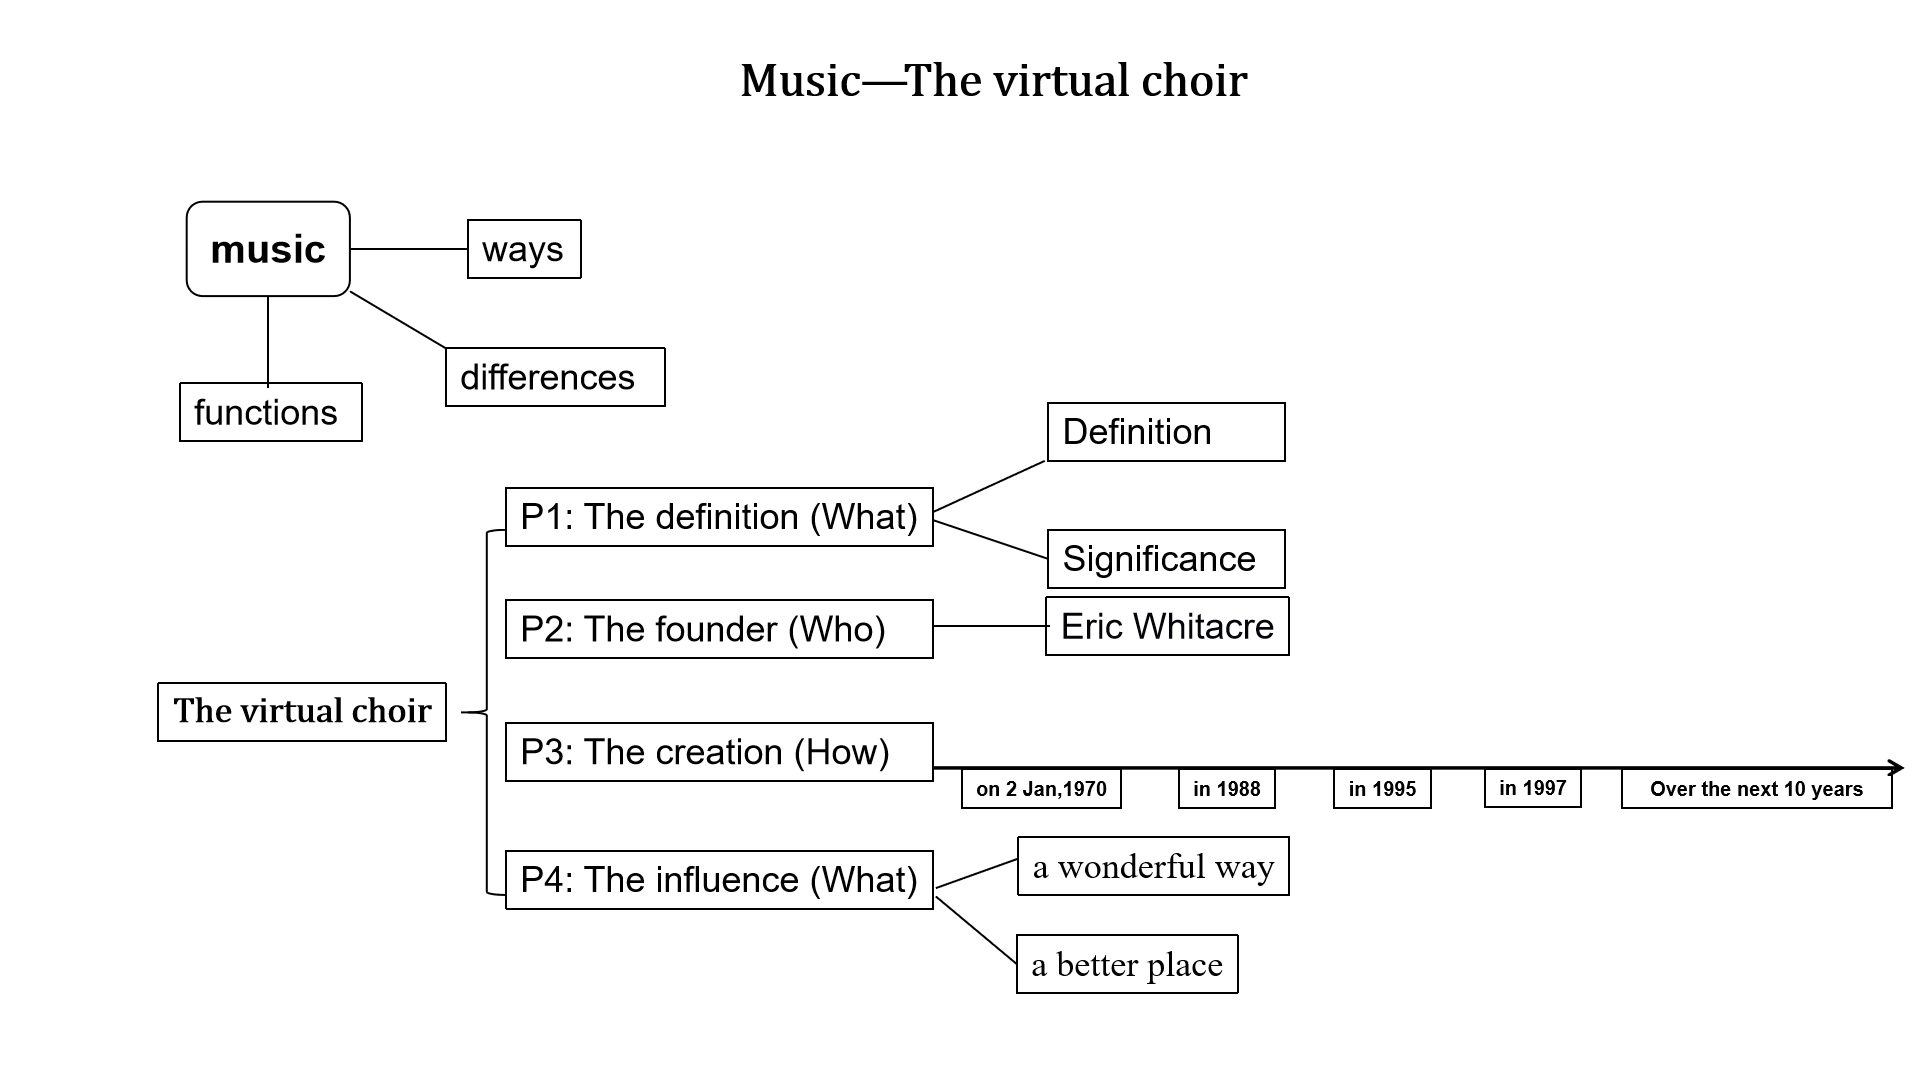 Music—The virtual choir
music
ways
differences
functions
The virtual choir
P1: The definition (What)
Definition
Significance
P2: The founder (Who)
Eric Whitacre
P3: The creation (How)
on 2 Jan,1970
in 1988
in 1995
in 1997
Over the next 10 years
P4: The influence (What)
a wonderful way
a better place